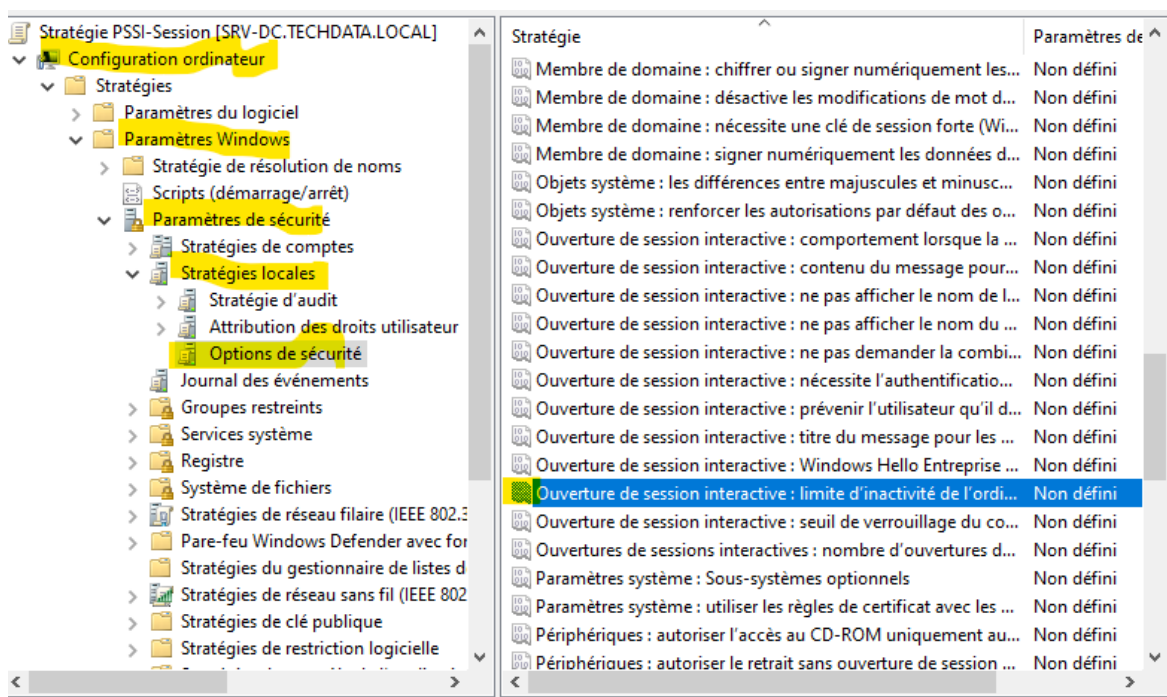 Stratégie PSSI-Session [SRV-DC.TECHDATA.LOCAL]
Configuration ordinateur
Stratégies
Paramètres du logiciel
Paramètres Windows
Stratégie de résolution de noms
Scripts (démarrage/arrêt)
Paramètres de sécurité
Stratégies de comptes
Stratégies locales
Stratégie d'audit
Attribution des droits utilisateur
Options de sécurité
Journal des événements
Groupes restreints
Services système
Registre
Système de fichiers
Stratégies de réseau filaire (IEEE 802.3
Pare-feu Windows Defender avec for
Stratégies du gestionnaire de listes d
Stratégies de réseau sans fil (IEEE 802
Stratégies de clé publique
Stratégies de restriction logicielle
Stratégie Paramètres de
Membre de domaine : chiffrer ou signer numériquement les... Non défini
Membre de domaine : désactive les modifications de mot d... Non défini
Membre de domaine : nécessite une clé de session forte (Wi... Non défini
Membre de domaine : signer numériquement les données d... Non défini
Objets système : les différences entre majuscules et minusc... Non défini
Objets système : renforcer les autorisations par défaut des o... Non défini
Ouverture de session interactive : comportement lorsque la ... Non défini
Ouverture de session interactive : contenu du message pour... Non défini
Ouverture de session interactive : ne pas afficher le nom de l... Non défini
Ouverture de session interactive : ne pas afficher le nom du ... Non défini
Ouverture de session interactive : ne pas demander la combi... Non défini
Ouverture de session interactive : nécessite l'authentificatio... Non défini
Ouverture de session interactive : prévenir l'utilisateur qu'il d... Non défini
Ouverture de session interactive : titre du message pour les ... Non défini
Ouverture de session interactive : Windows Hello Entreprise ... Non défini
Ouverture de session interactive : limite d'inactivité de l'ordi... Non défini
Ouverture de session interactive : seuil de verrouillage du co... Non défini
Ouvertures de sessions interactives : nombre d'ouvertures d... Non défini
Paramètres système : Sous-systèmes optionnels Non défini
Paramètres système : utiliser les règles de certificat avec les ... Non défini
Périphériques : autoriser l'accès au CD-ROM uniquement au... Non défini
Périphériques : autoriser le retrait sans ouverture de session ... Non défini